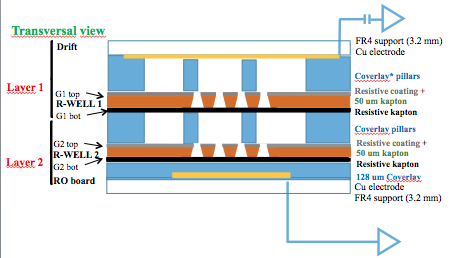 Transversal view
Drift
Layer 1
G1 top
R-WELL 1
G1 bot
G2 top
Layer 2
R-WELL 2
G2 bot
RO board
FR4 support (3.2 mm)
Cu electrode
Coverlay* pillars
Resistive coating +
50 um kapton
Resistive kapton
Coverlay pillars
Resistive coating +
50 um kapton
Resistive kapton
128 um Coverlay
Cu electrode
FR4 support (3.2 mm)